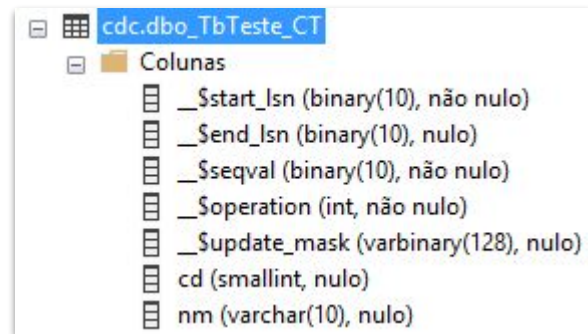 cdc.dbo_TbTeste_CT
Colunas
__$start_lsn (binary(10), não nulo)
__$end_lsn (binary(10), nulo)
__$seqval (binary(10), não nulo)
__$operation (int, não nulo)
__$update_mask (varbinary(128), nulo)
cd (smallint, nulo)
nm (varchar(10), nulo)